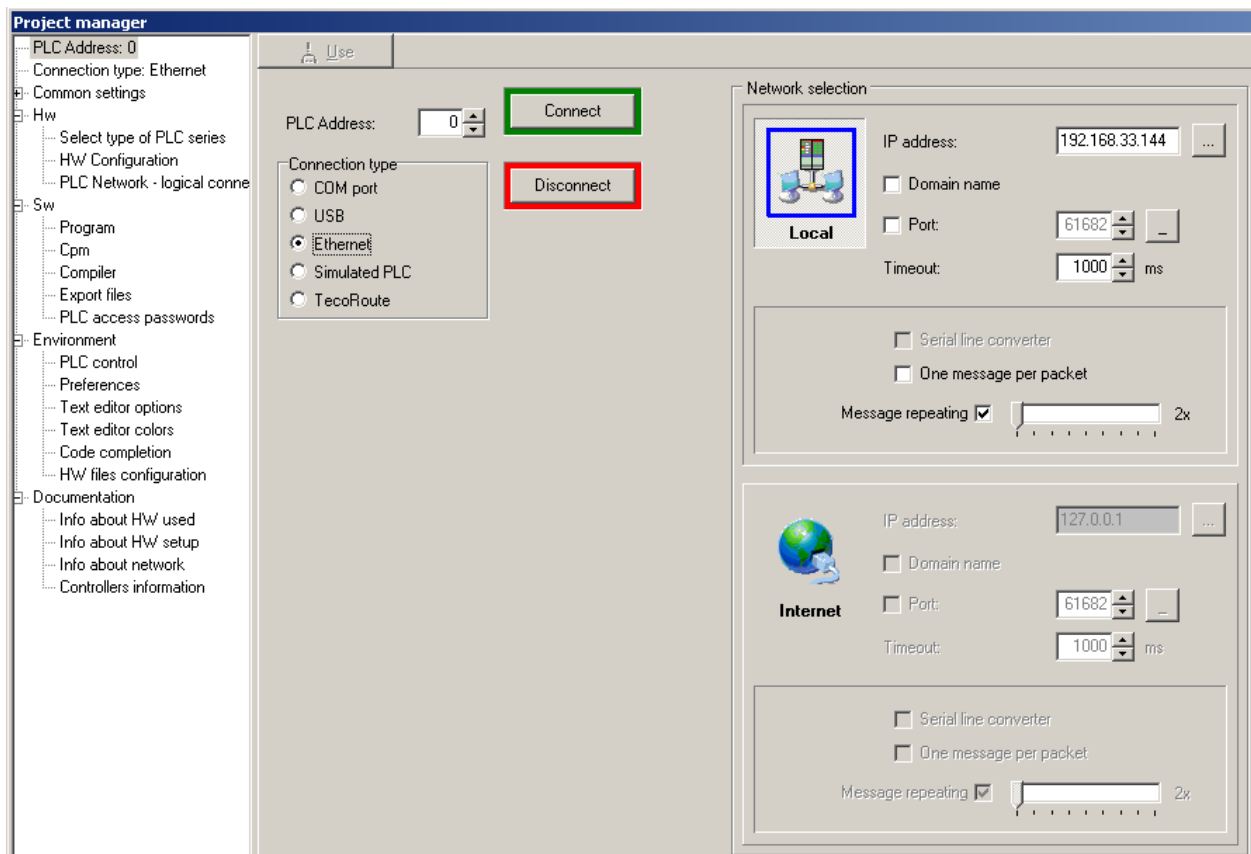 Project manager
PLC Address: 0
Connection type: Ethernet
Common settings
Hw
Select type of PLC series
HW Configuration
PLC Network - logical conne
Sw
Program
Cpm
Compiler
Export files
PLC access passwords
Environment
PLC control
Preferences
Text editor options
Text editor colors
Code completion
HW files configuration
Documentation
Info about HW used
Info about HW setup
Info about network
Controllers information
Use
PLC Address: 0
Connect
Disconnect
Connection type
COM port
USB
Ethernet
Simulated PLC
TecoRoute
Network selection
Local
IP address: 192.168.33.144 ...
Domain name
Port: 61682 _
Timeout: 1000 ms
Serial line converter
One message per packet
Message repeating 2x
Internet
IP address: 127.0.0.1 ...
Domain name
Port: 61682 _
Timeout: 1000 ms
Serial line converter
One message per packet
Message repeating 2x